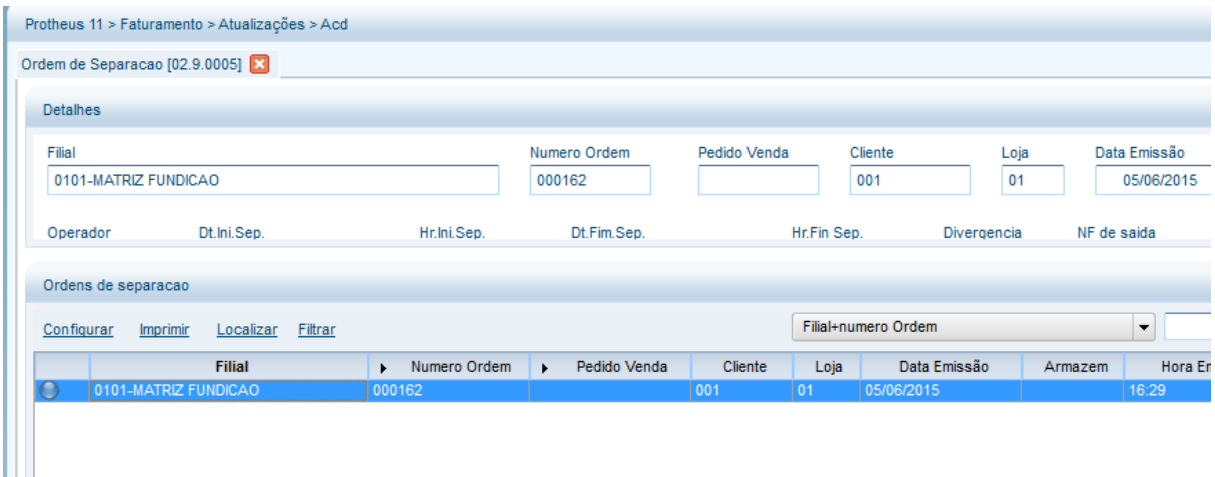 Protheus 11 > Faturamento > Atualizações > Acd
Ordem de Separacao [02.9.0005]
Detalhes
Filial Numero Ordem Pedido Venda Cliente Loja Data Emissão
0101-MATRIZ FUNDICAO 000162 001 01 05/06/2015
Operador Dt.Ini.Sep. Hr.Ini.Sep. Dt.Fim.Sep. Hr.Fin Sep. Divergencia NF de saida
Ordens de separacao
Configurar Imprimir Localizar Filtrar Filial+numero Ordem
Filial Numero Ordem Pedido Venda Cliente Loja Data Emissão Armazem Hora Em
0101-MATRIZ FUNDICAO 000162 001 01 05/06/2015 16:29